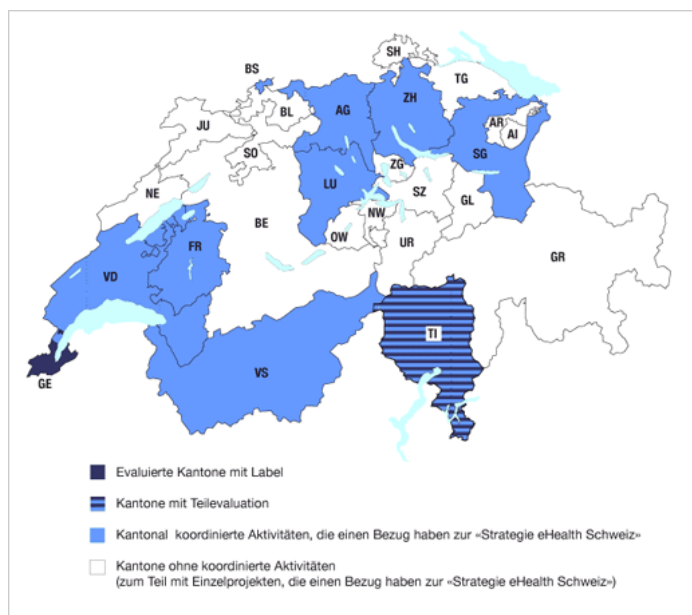 SH
BS
TG
BL
AG
ZH
JU
AR
AI
SO
SG
ZG
LU
NE
SZ
GL
NW
BE
OW
UR
FR
GR
VD
TI
VS
GE
Evaluierte Kantone mit Label
Kantone mit Teilevaluation
Kantonal koordinierte Aktivitäten, die einen Bezug haben zur «Strategie eHealth Schweiz»
Kantone ohne koordinierte Aktivitäten
(zum Teil mit Einzelprojekten, die einen Bezug haben zur «Strategie eHealth Schweiz»)